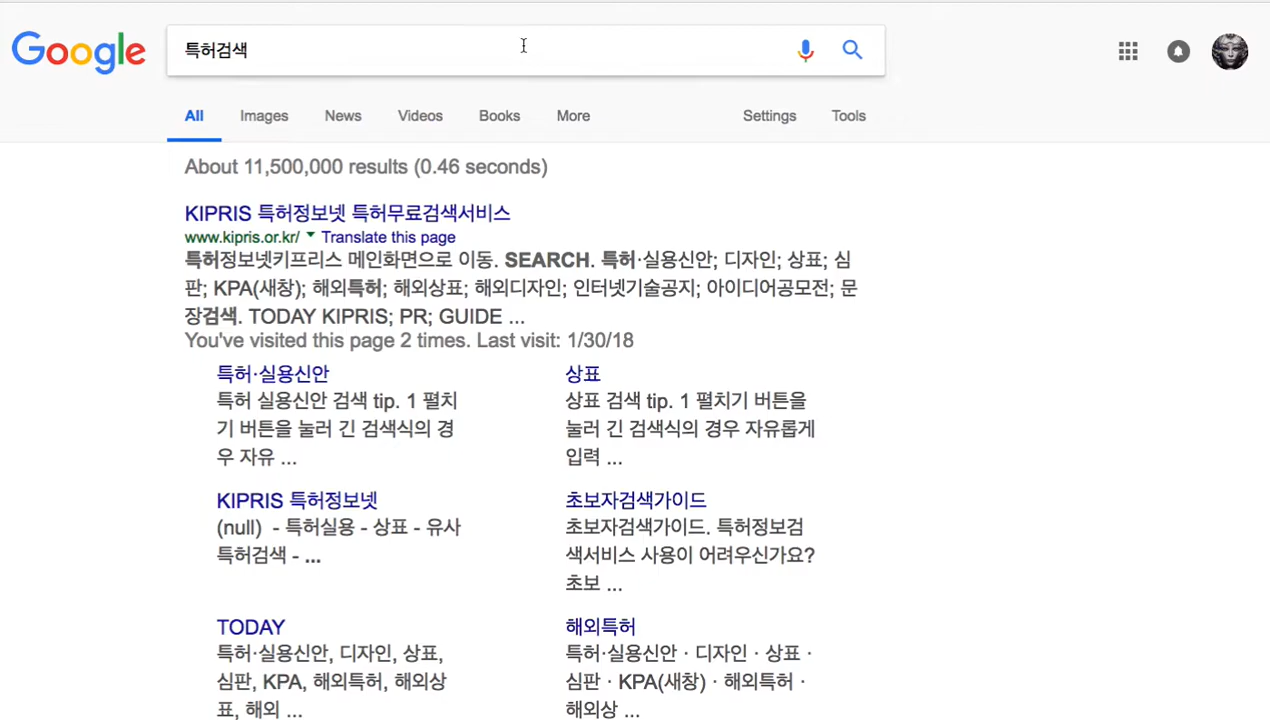 Google 특허검색
All Images News Videos Books More Settings Tools
About 11,500,000 results (0.46 seconds)
KIPRIS 특허정보넷 특허무료검색서비스
www.kipris.or.kr/ ▼ Translate this page
특허정보넷키프리스 메인화면으로 이동. SEARCH. 특허·실용신안; 디자인; 상표; 심
판; KPA(새창); 해외특허; 해외상표; 해외디자인; 인터넷기술공지; 아이디어공모전; 문
장검색. TODAY KIPRIS; PR; GUIDE ...
You've visited this page 2 times. Last visit: 1/30/18
특허·실용신안
특허 실용신안 검색 tip. 1 펼치
기 버튼을 눌러 긴 검색식의 경
우 자유 ...
상표
상표 검색 tip. 1 펼치기 버튼을
눌러 긴 검색식의 경우 자유롭게
입력 ...
KIPRIS 특허정보넷
(null) - 특허실용 - 상표 - 유사
특허검색 - ...
초보자검색가이드
초보자검색가이드. 특허정보검
색서비스 사용이 어려우신가요?
초보 ...
TODAY
특허·실용신안, 디자인, 상표,
심판, KPA, 해외특허, 해외상
표, 해외 ...
해외특허
특허·실용신안 · 디자인 · 상표 ·
심판 · KPA(새창) · 해외특허 ·
해외상 ...